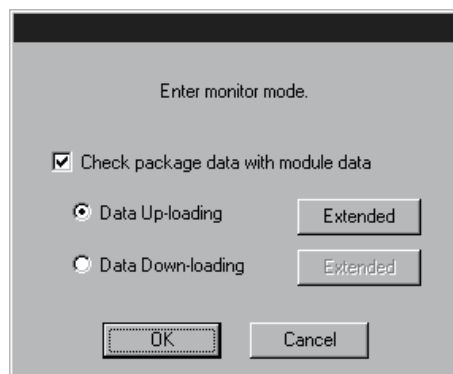 Enter monitor mode.
Check package data with module data
Data Up-loading Extended
Data Down-loading Extended
OK Cancel